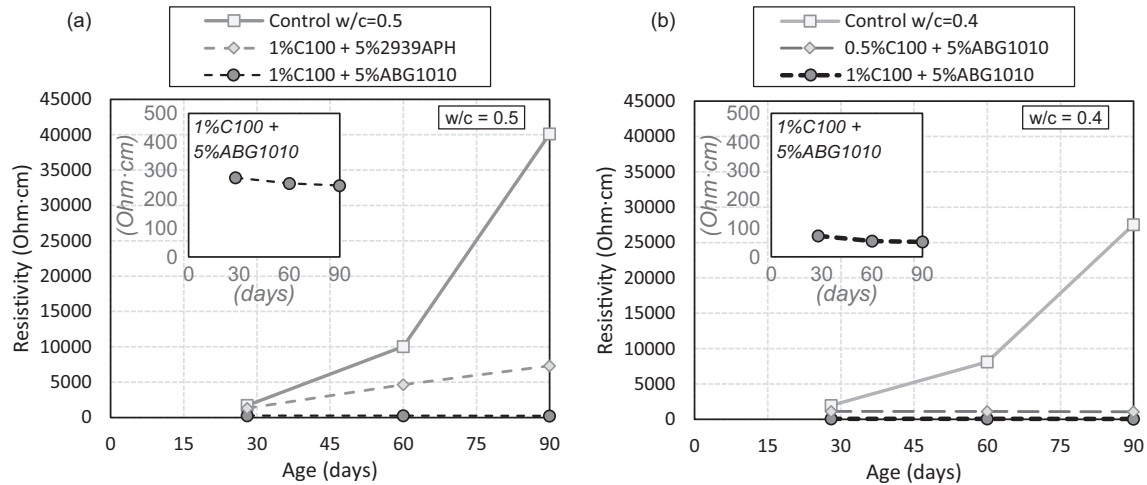 (a)
Control w/c=0.5
1%C100 + 5%2939APH
1%C100 + 5%ABG1010
45000
40000
35000
30000
25000
20000
15000
10000
5000
0
Resistivity (Ohm·cm)
0 15 30 45 60 75 90
Age (days)
w/c = 0.5
1%C100 +
5%ABG1010
500
400
300
200
100
0
(Ohm·cm)
0 30 60 90
(days)
(b)
Control w/c=0.4
0.5%C100 + 5%ABG1010
1%C100 + 5%ABG1010
45000
40000
35000
30000
25000
20000
15000
10000
5000
0
Resistivity (Ohm·cm)
0 15 30 45 60 75 90
Age (days)
w/c = 0.4
1%C100 +
5%ABG1010
500
400
300
200
100
0
(Ohm·cm)
0 30 60 90
(days)